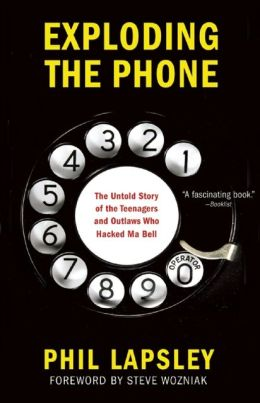 EXPLODING
THE PHONE
3
2
4
1
5
6
7
8
9
0
OPERATOR
The Untold Story
of the Teenagers
and Outlaws Who
Hacked Ma Bell
"A fascinating book."
—Booklist
PHIL LAPSLEY
FOREWORD BY STEVE WOZNIAK